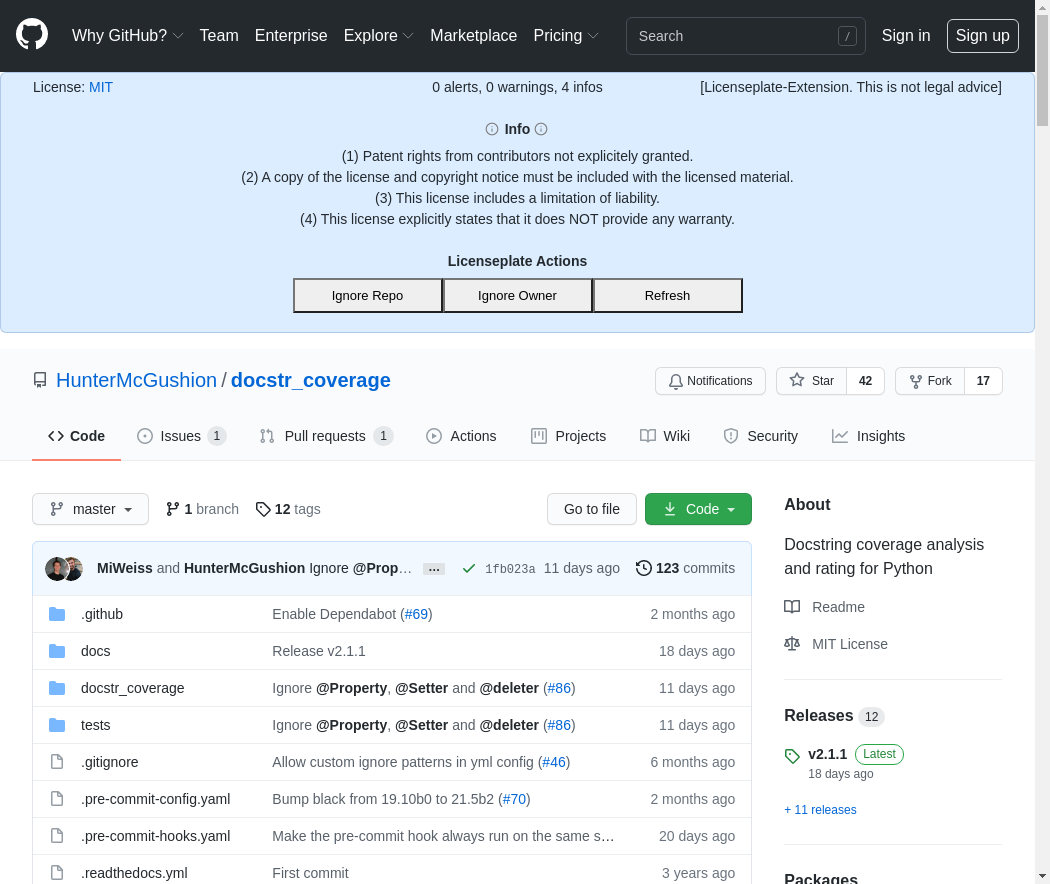 Why GitHub? Team Enterprise Explore Marketplace Pricing Search / Sign in Sign up
License: MIT 0 alerts, 0 warnings, 4 infos [Licenseplate-Extension. This is not legal advice]
Info
(1) Patent rights from contributors not explicitly granted.
(2) A copy of the license and copyright notice must be included with the licensed material.
(3) This license includes a limitation of liability.
(4) This license explicitly states that it does NOT provide any warranty.
Licenseplate Actions
Ignore Repo Ignore Owner Refresh
HunterMcGushion / docstr_coverage Notifications Star 42 Fork 17
Code Issues 1 Pull requests 1 Actions Projects Wiki Security Insights
master 1 branch 12 tags Go to file Code
MiWeiss and HunterMcGushion Ignore @Prop… … 1fb023a 11 days ago 123 commits
.github Enable Dependabot (#69) 2 months ago
docs Release v2.1.1 18 days ago
docstr_coverage Ignore @Property, @Setter and @deleter (#86) 11 days ago
tests Ignore @Property, @Setter and @deleter (#86) 11 days ago
.gitignore Allow custom ignore patterns in yml config (#46) 6 months ago
.pre-commit-config.yaml Bump black from 19.10b0 to 21.5b2 (#70) 2 months ago
.pre-commit-hooks.yaml Make the pre-commit hook always run on the same s… 20 days ago
.readthedocs.yml First commit 3 years ago
About
Docstring coverage analysis
and rating for Python
Readme
MIT License
Releases 12
v2.1.1 Latest
18 days ago
+ 11 releases
Packages